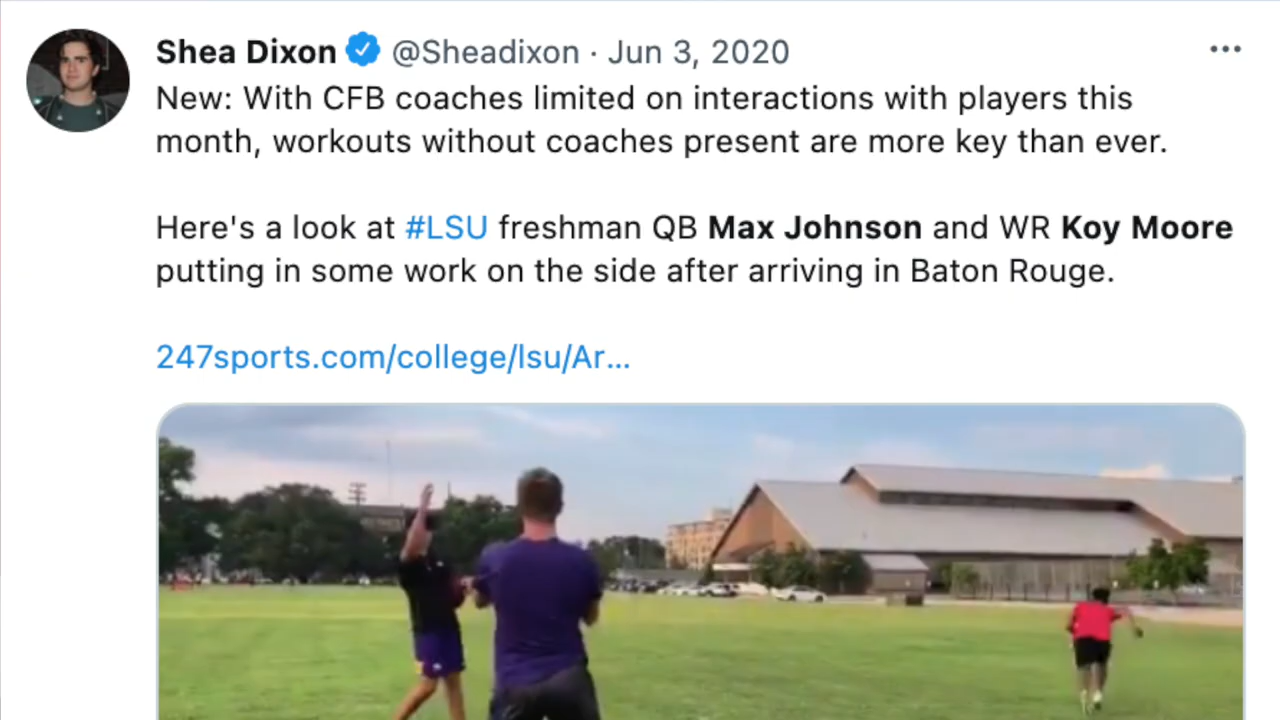 Shea Dixon @Sheadixon · Jun 3, 2020
New: With CFB coaches limited on interactions with players this
month, workouts without coaches present are more key than ever.
Here's a look at #LSU freshman QB Max Johnson and WR Koy Moore
putting in some work on the side after arriving in Baton Rouge.
247sports.com/college/lsu/Ar...